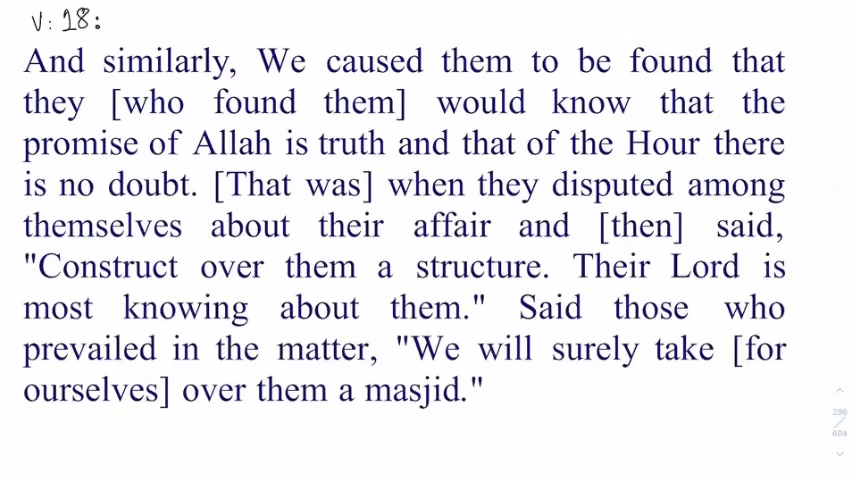 V: 18:
And similarly, We caused them to be found that
they [who found them] would know that the
promise of Allah is truth and that of the Hour there
is no doubt. [That was] when they disputed among
themselves about their affair and [then] said,
"Construct over them a structure. Their Lord is
most knowing about them." Said those who
prevailed in the matter, "We will surely take [for
ourselves] over them a masjid."
286
/
604